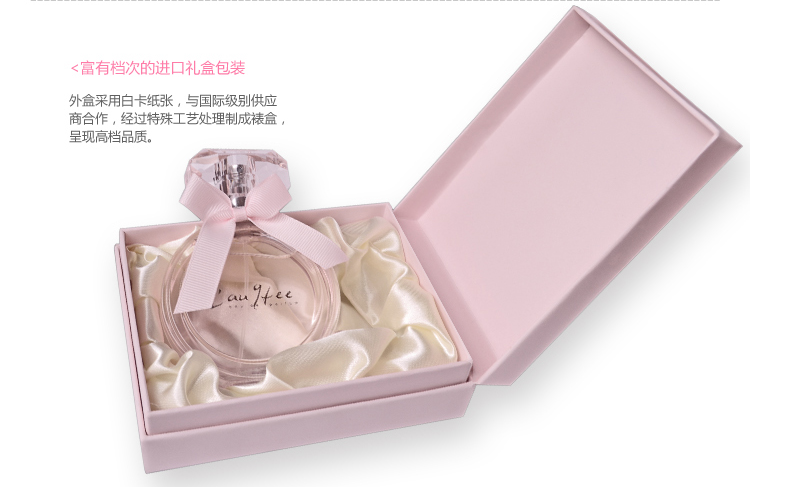 <富有档次的进口礼盒包装
外盒采用白卡纸张，与国际级别供应
商合作，经过特殊工艺处理制成裱盒，
呈现高档品质。